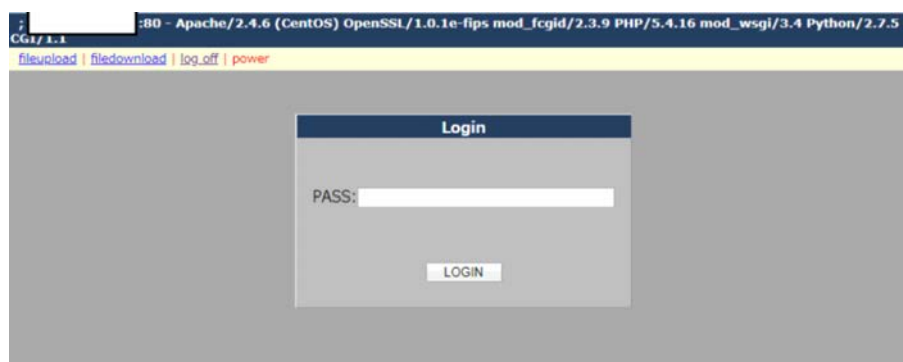 ; :80 - Apache/2.4.6 (CentOS) OpenSSL/1.0.1e-fips mod_fcgid/2.3.9 PHP/5.4.16 mod_wsgi/3.4 Python/2.7.5
CGI/1.1
fileupload | filedownload | log off | power
Login
PASS:
LOGIN